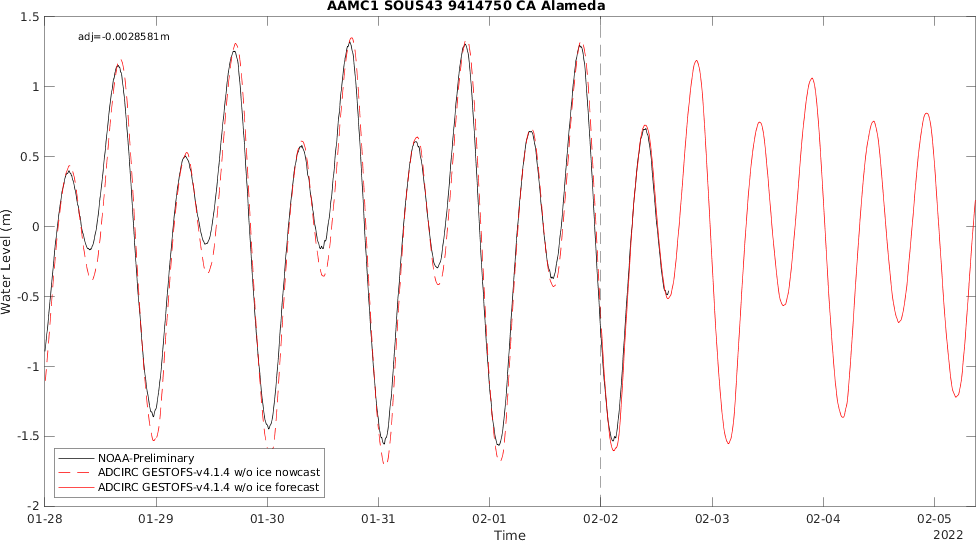 AAMC1 SOUS43 9414750 CA Alameda
adj=-0.0028581m
1.5
1
0.5
0
-0.5
-1
-1.5
-2
Water Level (m)
NOAA-Preliminary
ADCIRC GESTOFS-v4.1.4 w/o ice nowcast
ADCIRC GESTOFS-v4.1.4 w/o ice forecast
01-28 01-29 01-30 01-31 02-01 02-02 02-03 02-04 02-05
Time
2022